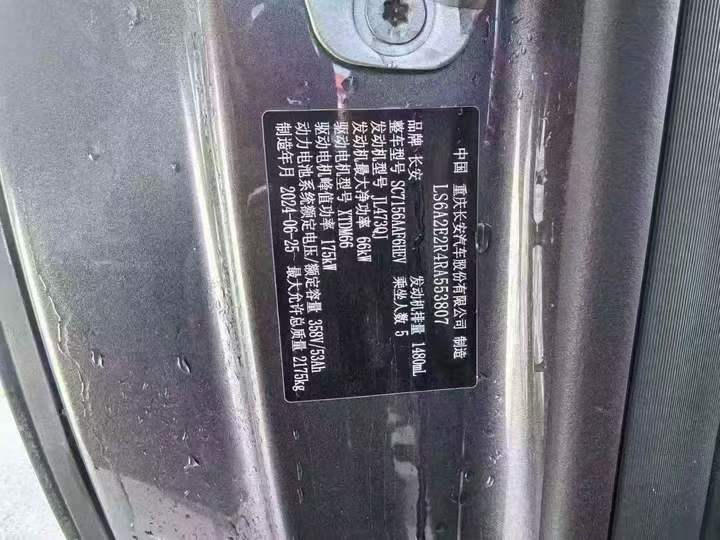 中国 重庆长安汽车股份有限公司 制造
LS6A2E2R4RA553807
品牌 长安
整车型号 SC7156AAF6HEV 乘坐人数 5
发动机型号 JL473QJ 发动机排量 1480mL
发动机最大净功率 66kW
驱动电机型号 XTDM66
驱动电机峰值功率 175kW
动力电池系统额定电压/额定容量 358V/53Ah
制造年月 2024-06-25 最大允许总质量 2175kg